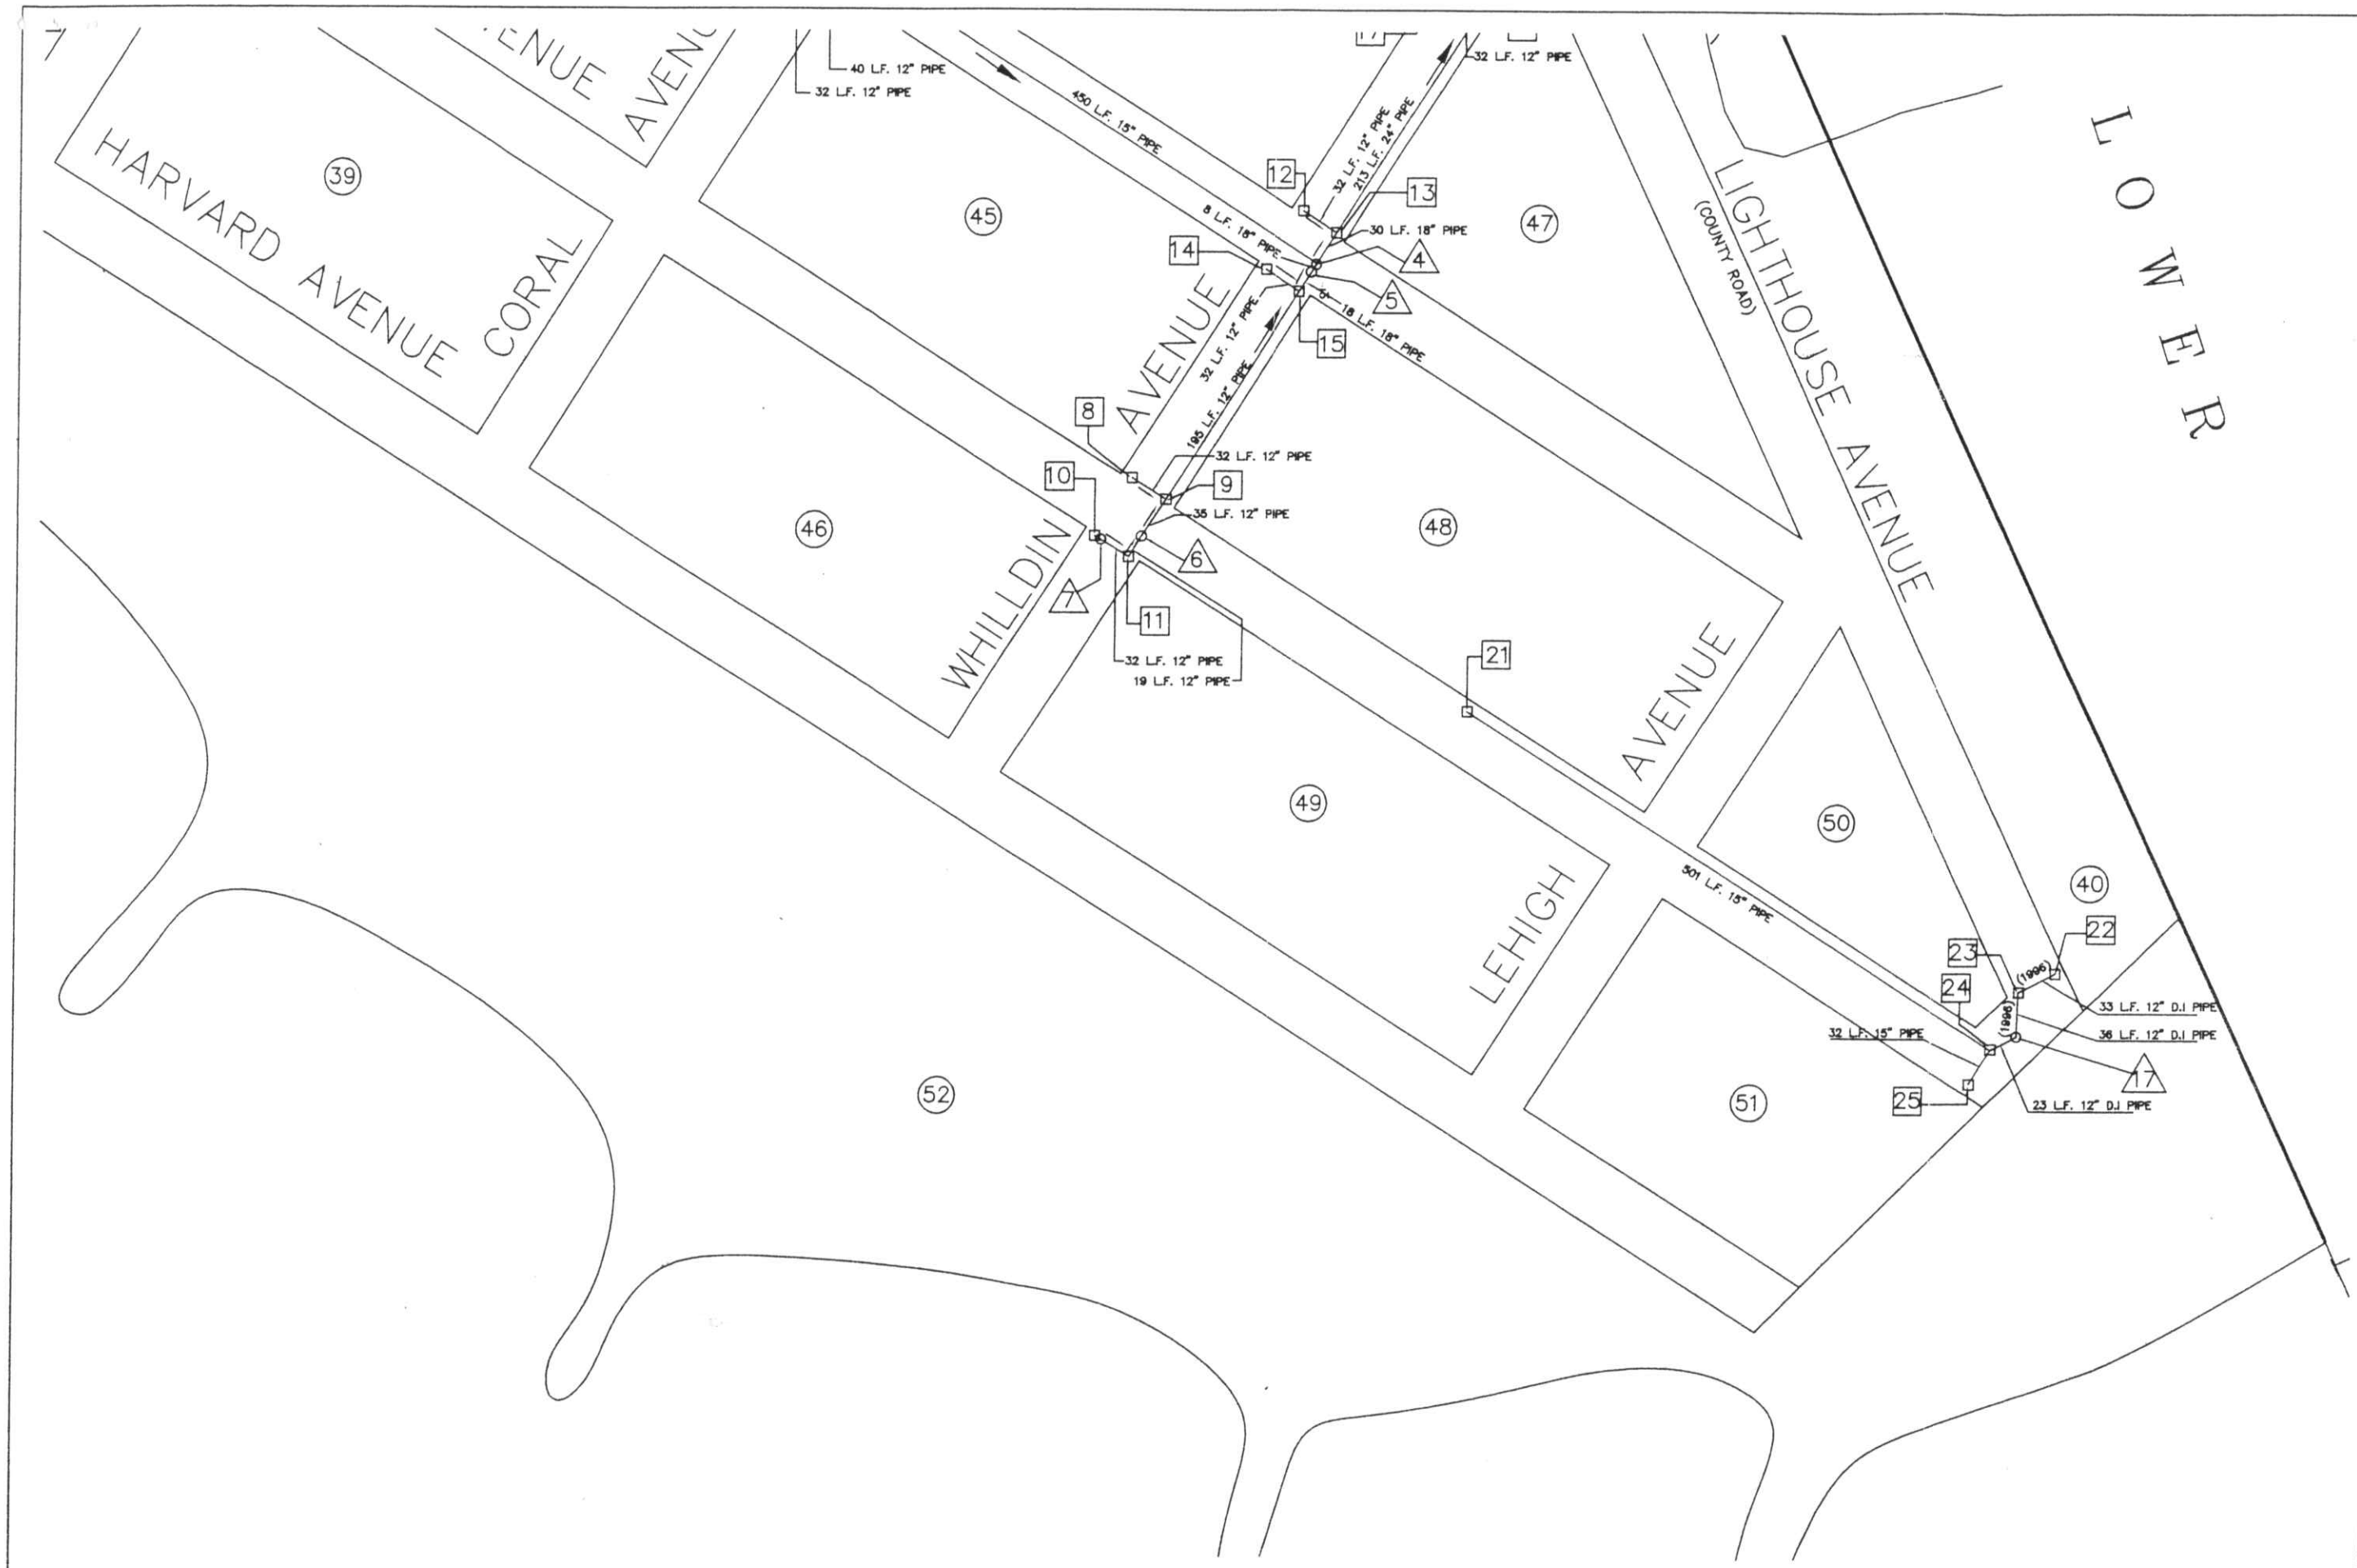 AVENUE
40 L.F. 12" PIPE
32 L.F. 12" PIPE
450 L.F. 15" PIPE
32 L.F. 12" PIPE
32 L.F. 12" PIPE
213 L.F. 24" PIPE
LOWER
HARVARD AVENUE
39
CORAL
45
12
13
47
LIGHTHOUSE AVENUE
(COUNTY ROAD)
8 L.F. 18" PIPE
30 L.F. 18" PIPE
14
4
5
18 L.F. 18" PIPE
15
AVENUE
32 L.F. 12" PIPE
195 L.F. 12" PIPE
8
32 L.F. 12" PIPE
10
9
35 L.F. 12" PIPE
46
48
WHILLDIN
6
7
11
32 L.F. 12" PIPE
19 L.F. 12" PIPE
21
AVENUE
49
50
501 L.F. 15" PIPE
40
LEHIGH
22
23
(1996)
24
33 L.F. 12" D.I PIPE
(1996)
32 L.F. 15" PIPE
36 L.F. 12" D.I PIPE
17
52
51
25
23 L.F. 12" D.I PIPE